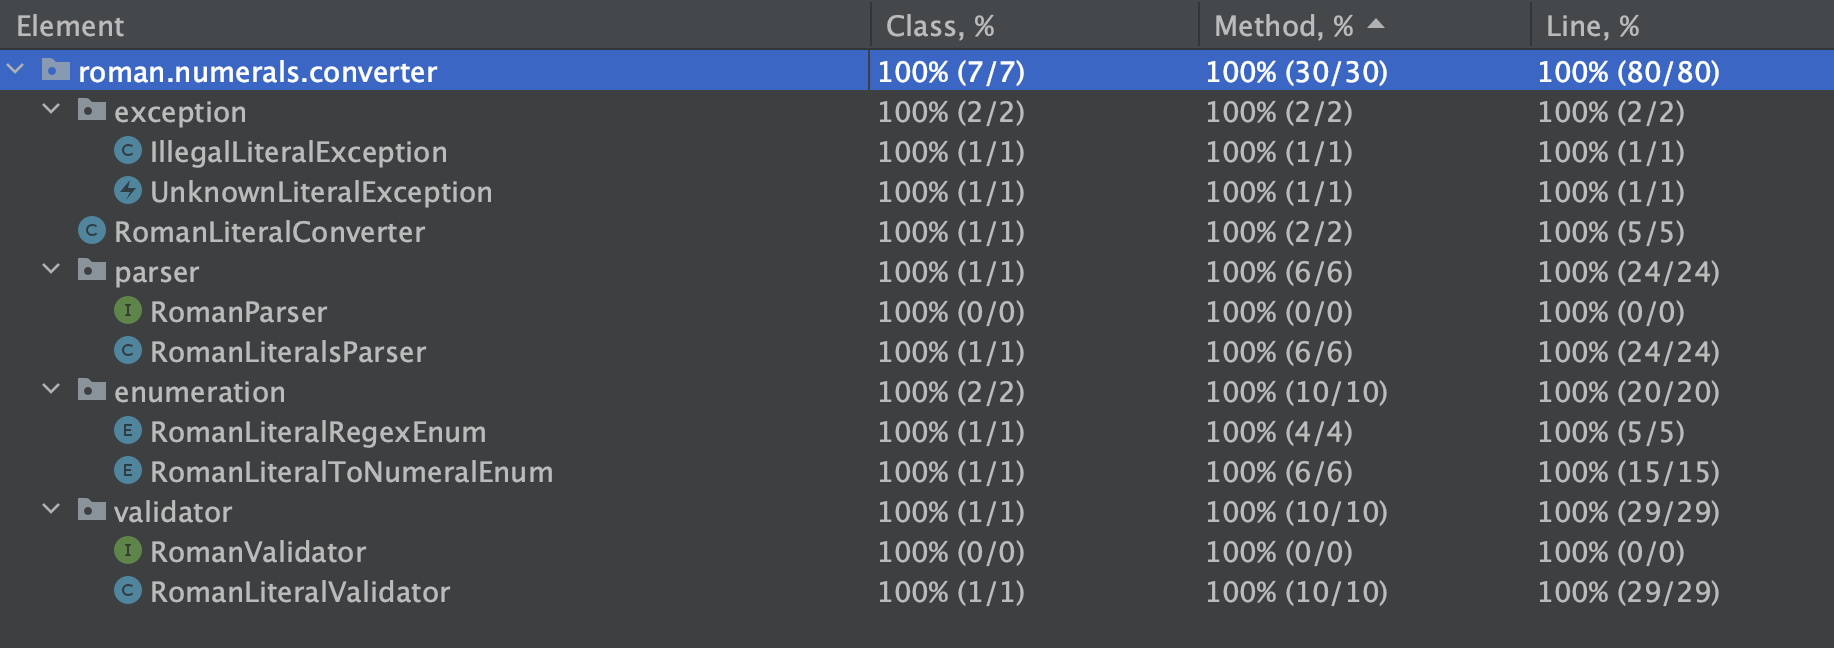 Element Class, % Method, % Line, %
roman.numerals.converter 100% (7/7) 100% (30/30) 100% (80/80)
exception 100% (2/2) 100% (2/2) 100% (2/2)
C IllegalLiteralException 100% (1/1) 100% (1/1) 100% (1/1)
UnknownLiteralException 100% (1/1) 100% (1/1) 100% (1/1)
C RomanLiteralConverter 100% (1/1) 100% (2/2) 100% (5/5)
parser 100% (1/1) 100% (6/6) 100% (24/24)
I RomanParser 100% (0/0) 100% (0/0) 100% (0/0)
C RomanLiteralsParser 100% (1/1) 100% (6/6) 100% (24/24)
enumeration 100% (2/2) 100% (10/10) 100% (20/20)
E RomanLiteralRegexEnum 100% (1/1) 100% (4/4) 100% (5/5)
E RomanLiteralToNumeralEnum 100% (1/1) 100% (6/6) 100% (15/15)
validator 100% (1/1) 100% (10/10) 100% (29/29)
I RomanValidator 100% (0/0) 100% (0/0) 100% (0/0)
C RomanLiteralValidator 100% (1/1) 100% (10/10) 100% (29/29)